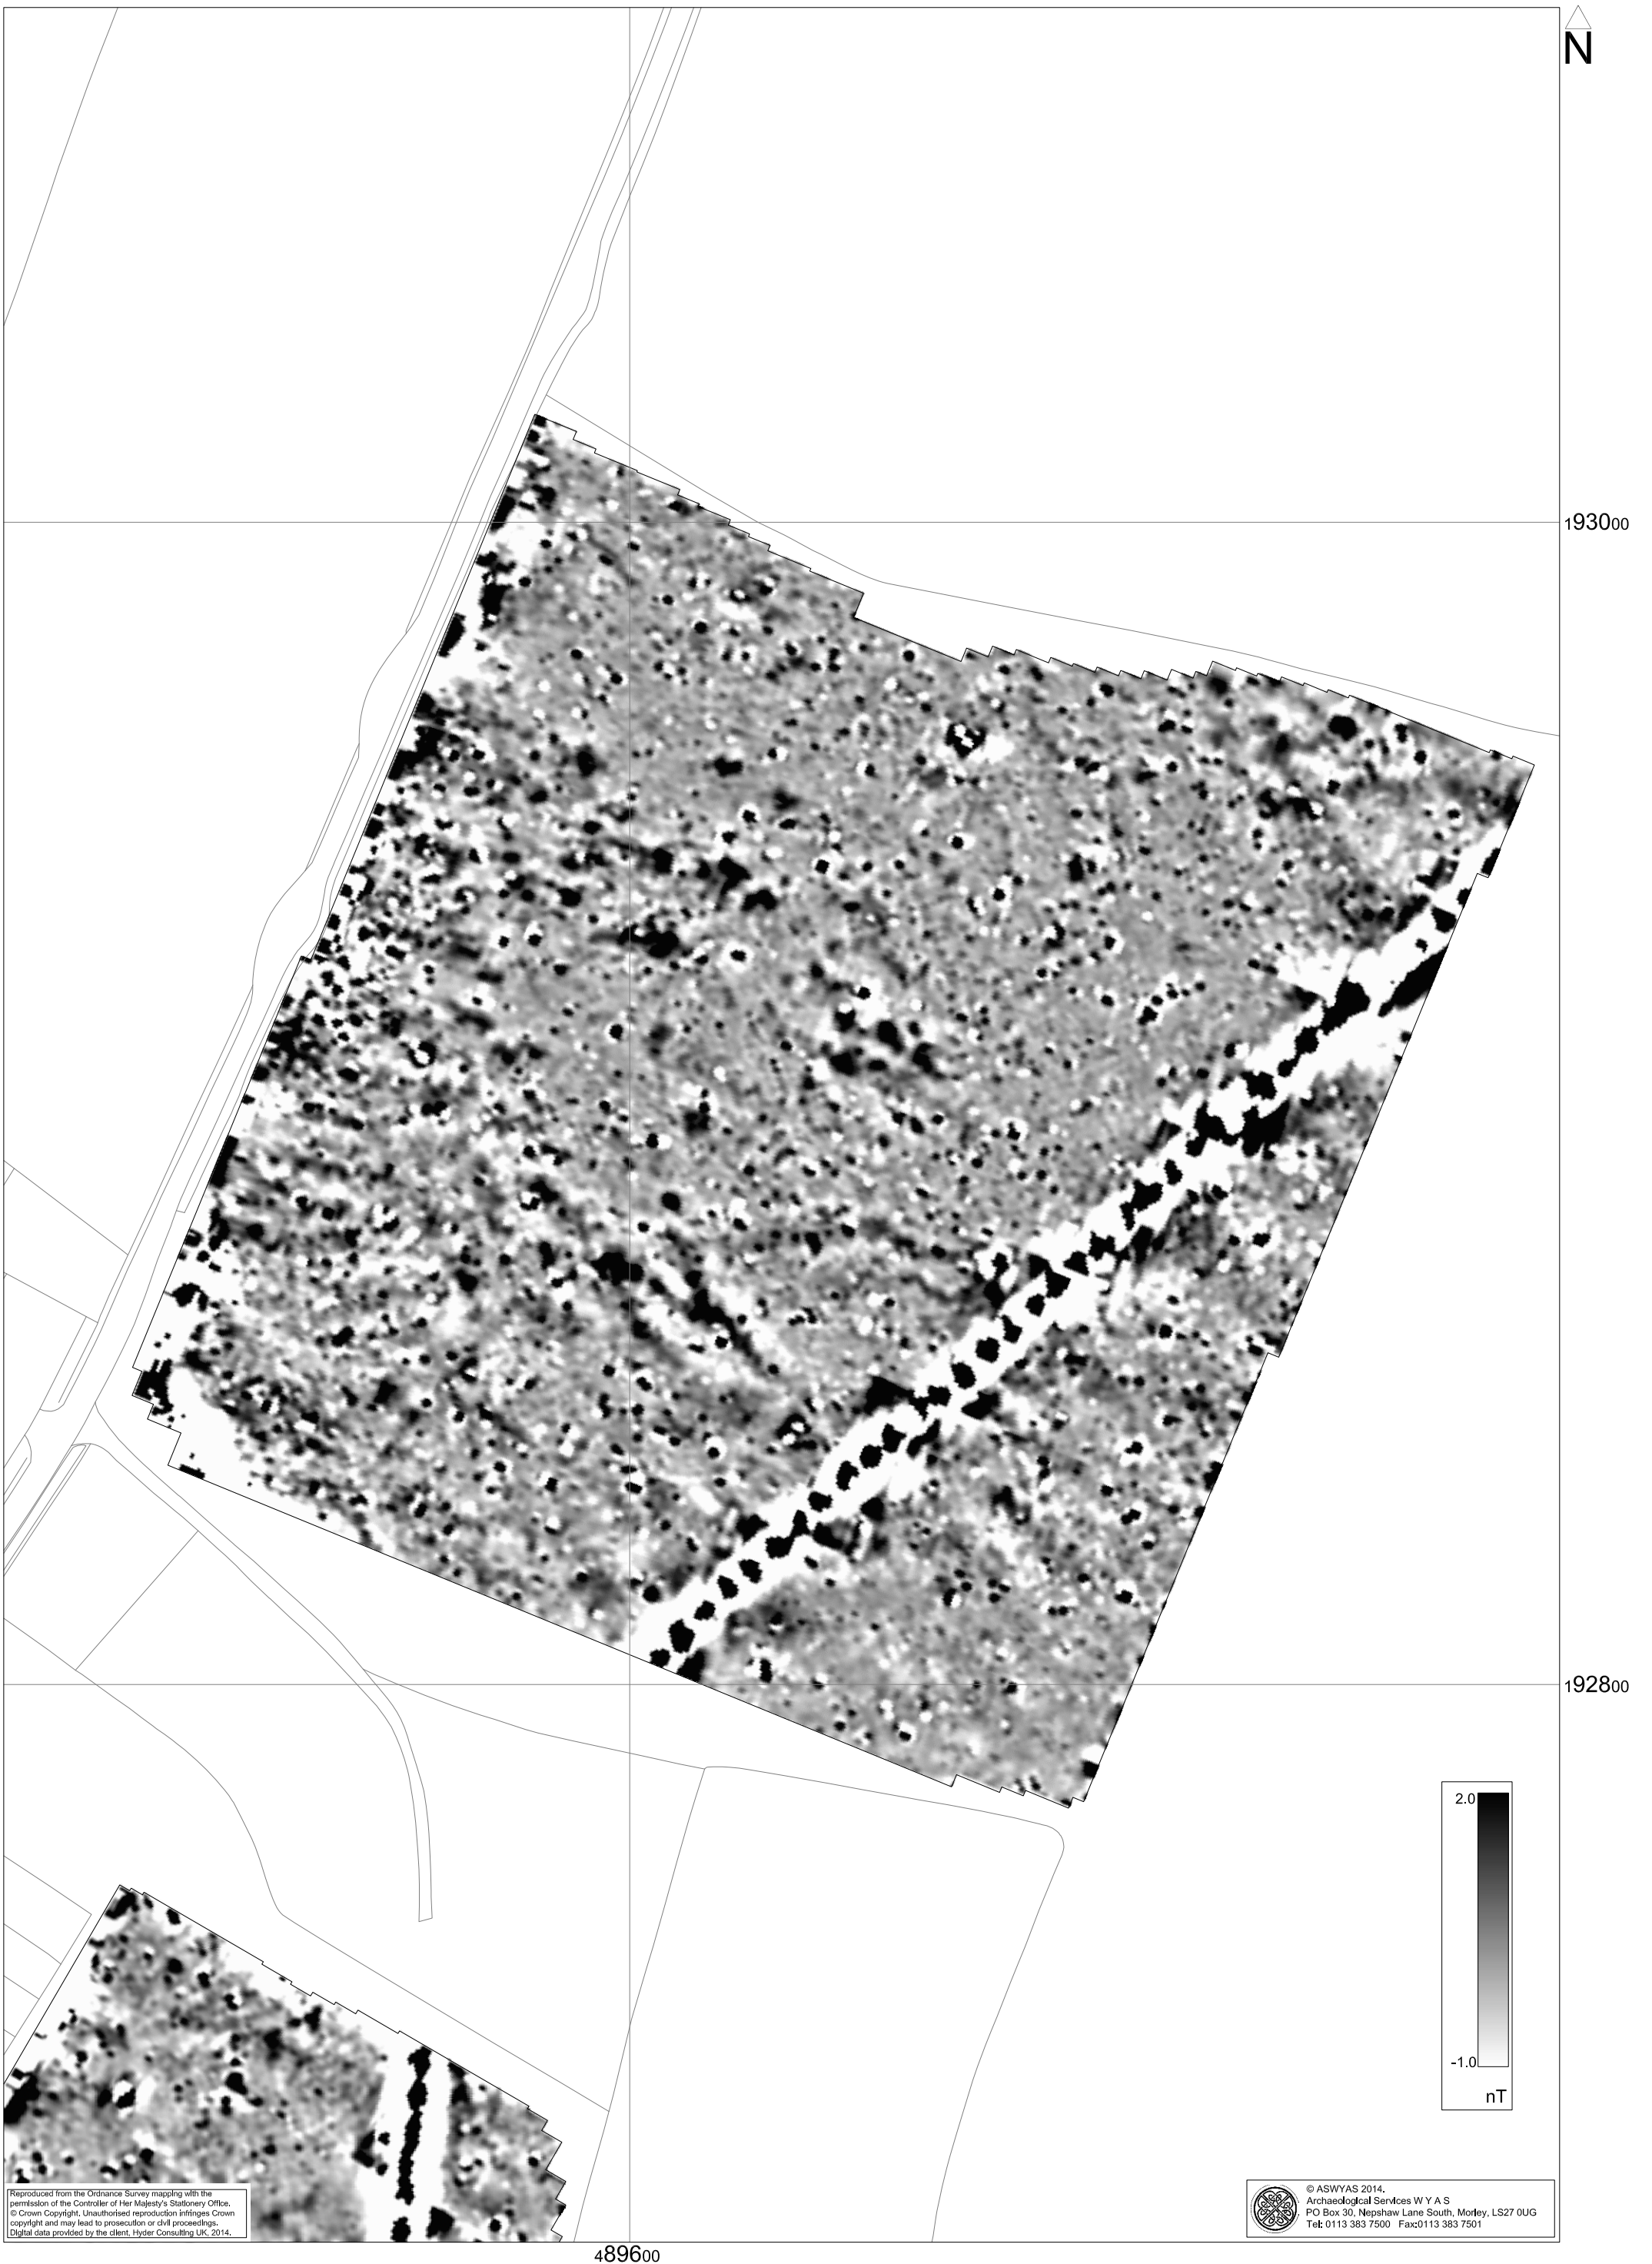 N
193000
192800
2.0
-1.0
nT
Reproduced from the Ordnance Survey mapping with the
permission of the Controller of Her Majesty's Stationery Office.
© Crown Copyright. Unauthorised reproduction infringes Crown
copyright and may lead to prosecution or civil proceedings.
Digital data provided by the client, Hyder Consulting UK, 2014.
© ASWYAS 2014.
Archaeological Services W Y A S
PO Box 30, Nepshaw Lane South, Morley, LS27 0UG
Tel: 0113 383 7500 Fax:0113 383 7501
489600